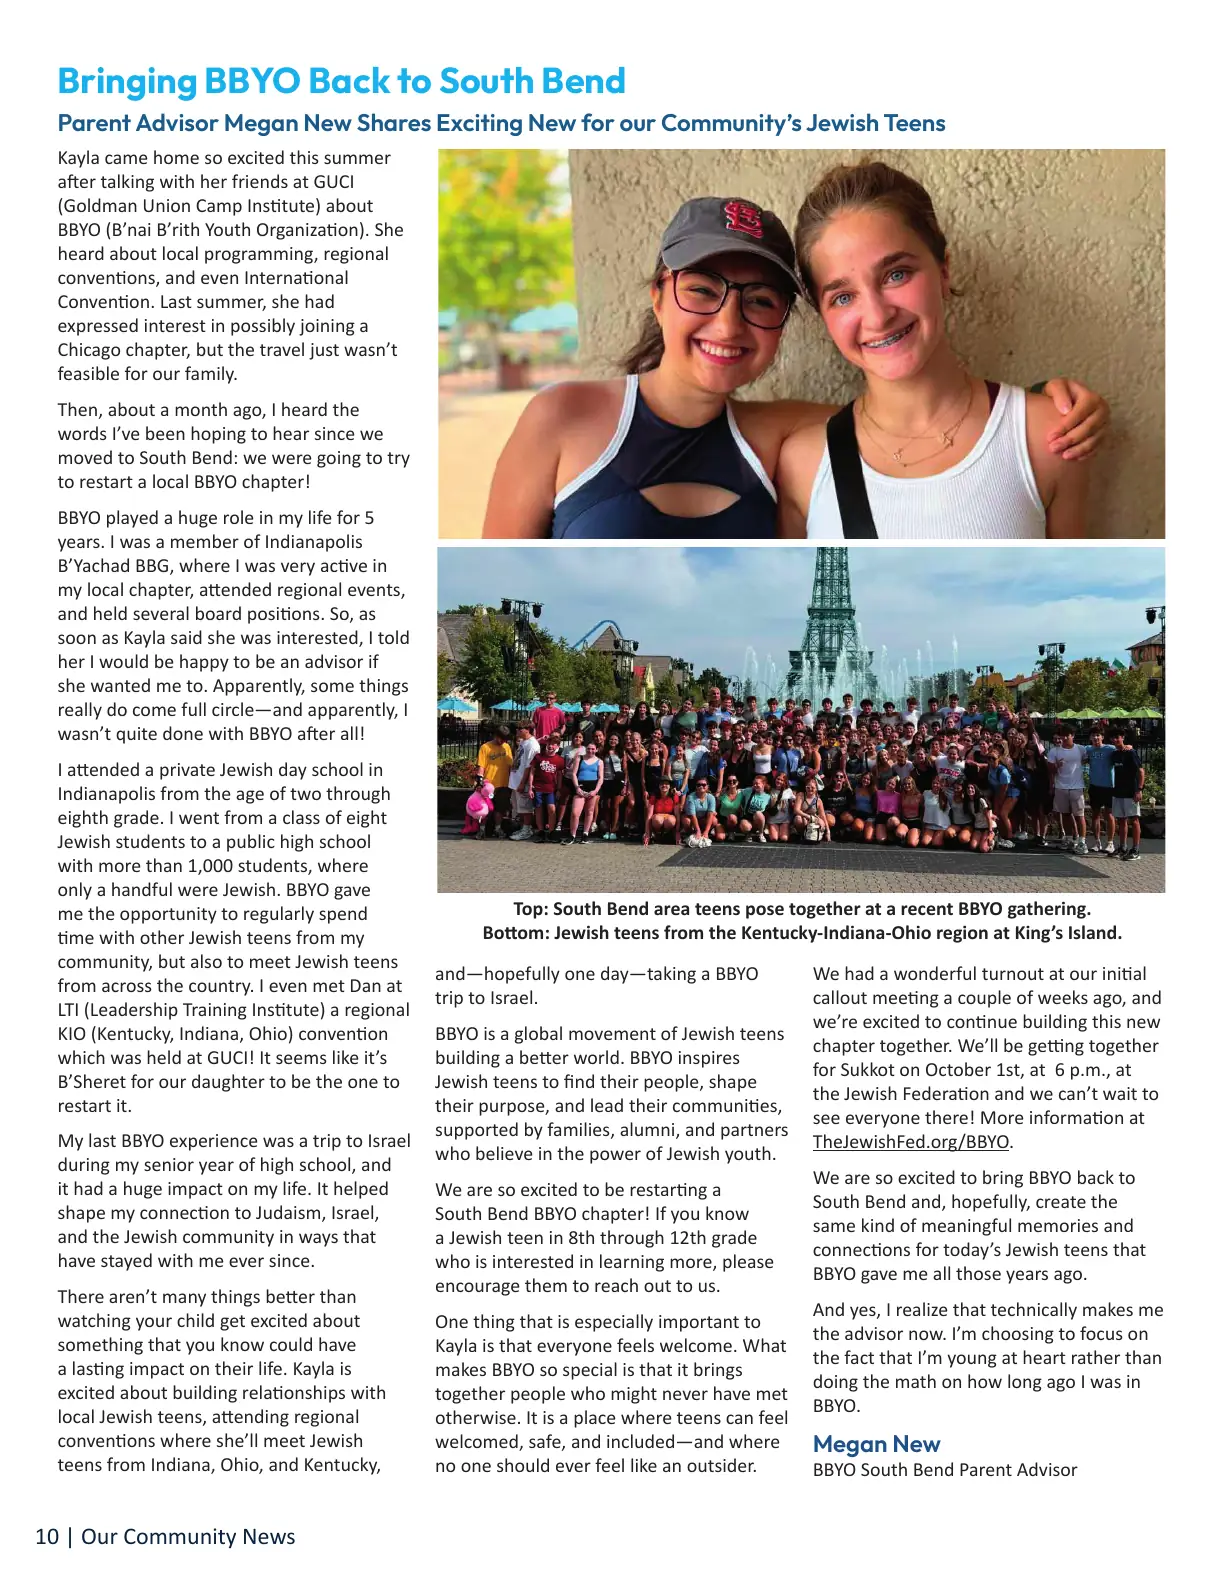 Bringing BBYO Back to South Bend
Parent Advisor Megan New Shares Exciting New for our Community's Jewish Teens
Kayla came home so excited this summer
after talking with her friends at GUCI
(Goldman Union Camp Institute) about
BBYO (B'nai B'rith Youth Organization). She
heard about local programming, regional
conventions, and even International
Convention. Last summer, she had
expressed interest in possibly joining a
Chicago chapter, but the travel just wasn't
feasible for our family.
Then, about a month ago, I heard the
words I've been hoping to hear since we
moved to South Bend: we were going to try
to restart a local BBYO chapter!
BBYO played a huge role in my life for 5
years. I was a member of Indianapolis
B'Yachad BBG, where I was very active in
my local chapter, attended regional events,
and held several board positions. So, as
soon as Kayla said she was interested, I told
her I would be happy to be an advisor if
she wanted me to. Apparently, some things
really do come full circle—and apparently, I
wasn't quite done with BBYO after all!
I attended a private Jewish day school in
Indianapolis from the age of two through
eighth grade. I went from a class of eight
Jewish students to a public high school
with more than 1,000 students, where
only a handful were Jewish. BBYO gave
me the opportunity to regularly spend
time with other Jewish teens from my
community, but also to meet Jewish teens
from across the country. I even met Dan at
LTI (Leadership Training Institute) a regional
KIO (Kentucky, Indiana, Ohio) convention
which was held at GUCI! It seems like it's
B'Sheret for our daughter to be the one to
restart it.
My last BBYO experience was a trip to Israel
during my senior year of high school, and
it had a huge impact on my life. It helped
shape my connection to Judaism, Israel,
and the Jewish community in ways that
have stayed with me ever since.
There aren't many things better than
watching your child get excited about
something that you know could have
a lasting impact on their life. Kayla is
excited about building relationships with
local Jewish teens, attending regional
conventions where she'll meet Jewish
teens from Indiana, Ohio, and Kentucky,
Top: South Bend area teens pose together at a recent BBYO gathering.
Bottom: Jewish teens from the Kentucky-Indiana-Ohio region at King's Island.
and—hopefully one day—taking a BBYO
trip to Israel.
BBYO is a global movement of Jewish teens
building a better world. BBYO inspires
Jewish teens to find their people, shape
their purpose, and lead their communities,
supported by families, alumni, and partners
who believe in the power of Jewish youth.
We are so excited to be restarting a
South Bend BBYO chapter! If you know
a Jewish teen in 8th through 12th grade
who is interested in learning more, please
encourage them to reach out to us.
One thing that is especially important to
Kayla is that everyone feels welcome. What
makes BBYO so special is that it brings
together people who might never have met
otherwise. It is a place where teens can feel
welcomed, safe, and included—and where
no one should ever feel like an outsider.
We had a wonderful turnout at our initial
callout meeting a couple of weeks ago, and
we're excited to continue building this new
chapter together. We'll be getting together
for Sukkot on October 1st, at 6 p.m., at
the Jewish Federation and we can't wait to
see everyone there! More information at
TheJewishFed.org/BBYO.
We are so excited to bring BBYO back to
South Bend and, hopefully, create the
same kind of meaningful memories and
connections for today's Jewish teens that
BBYO gave me all those years ago.
And yes, I realize that technically makes me
the advisor now. I'm choosing to focus on
the fact that I'm young at heart rather than
doing the math on how long ago I was in
BBYO.
Megan New
BBYO South Bend Parent Advisor
10 | Our Community News